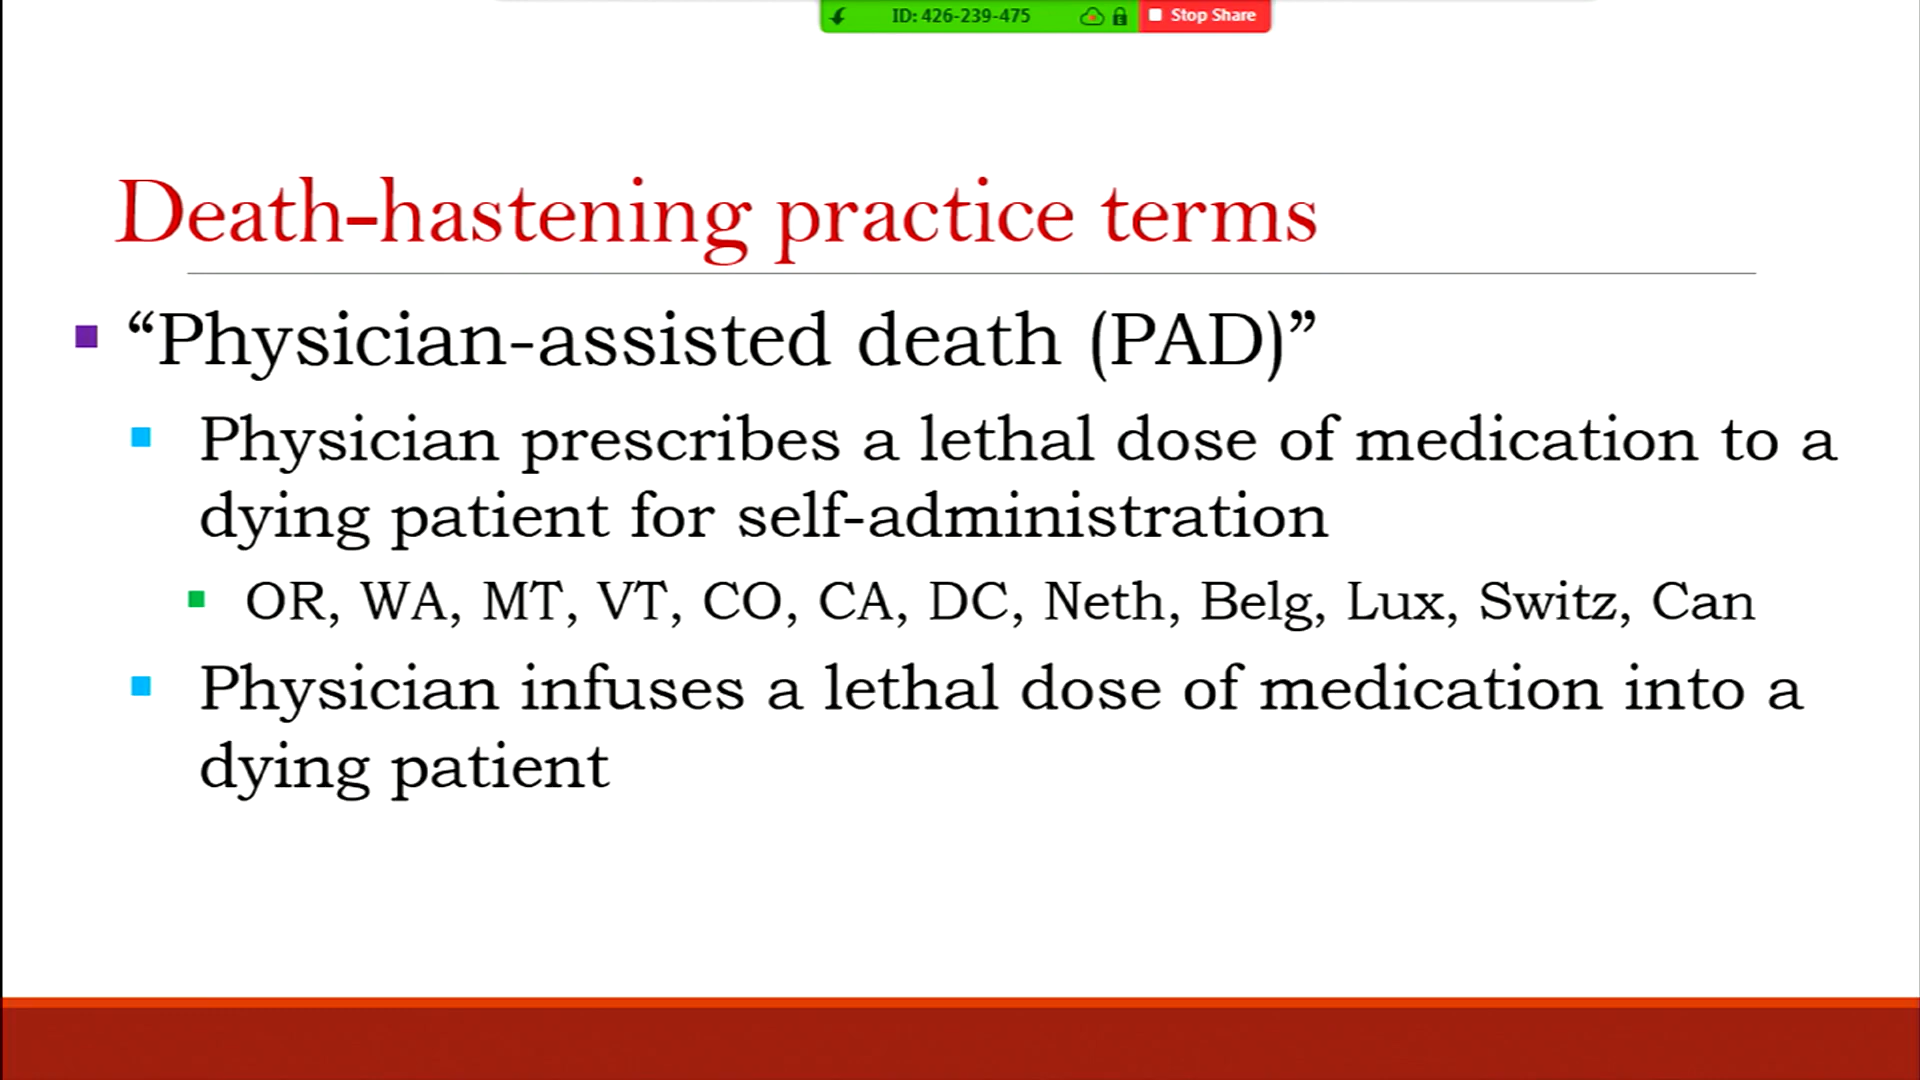 ID: 426-239-475 Stop Share
Death-hastening practice terms
“Physician-assisted death (PAD)”
Physician prescribes a lethal dose of medication to a
dying patient for self-administration
OR, WA, MT, VT, CO, CA, DC, Neth, Belg, Lux, Switz, Can
Physician infuses a lethal dose of medication into a
dying patient